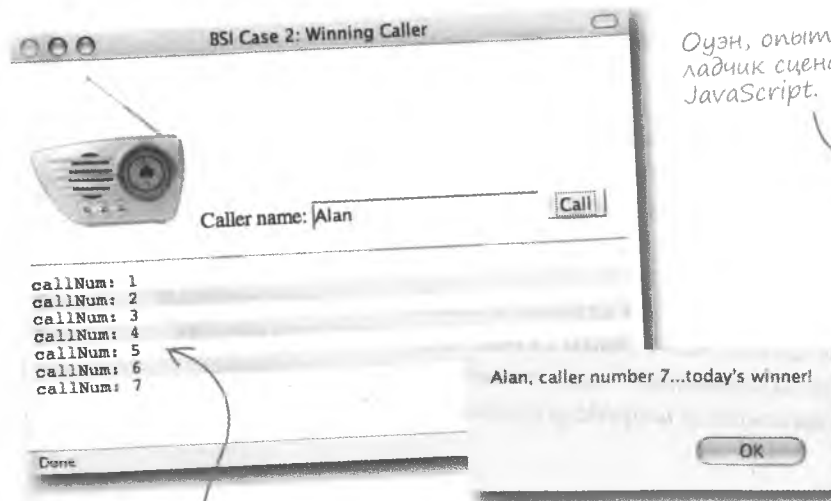 BSI Case 2: Winning Caller
Оуэн, опыт
ладчик сцен
JavaScript.
Caller name: Alan
Call
callNum: 1
callNum: 2
callNum: 3
callNum: 4
callNum: 5
callNum: 6
callNum: 7
Alan, caller number 7...today's winner!
OK
Done